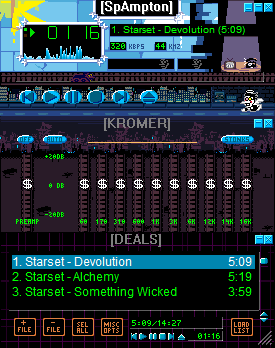 [SpAmpton]
01:16
1. Starset - Devolution (5:09)
320 KBPS 44 KHZ
[KROMER]
ON AUTO
+20DB
0 DB
-20DB
PREAMP 60 170 310 600 1K 3K 6K 12K 14K 16K
[DEALS]
1. Starset - Devolution 5:09
2. Starset - Alchemy 5:19
3. Starset - Something Wicked 3:59
+ FILE - FILE SEL ALL MISC OPTS 5:09/14:27 LOAD LIST
01:16